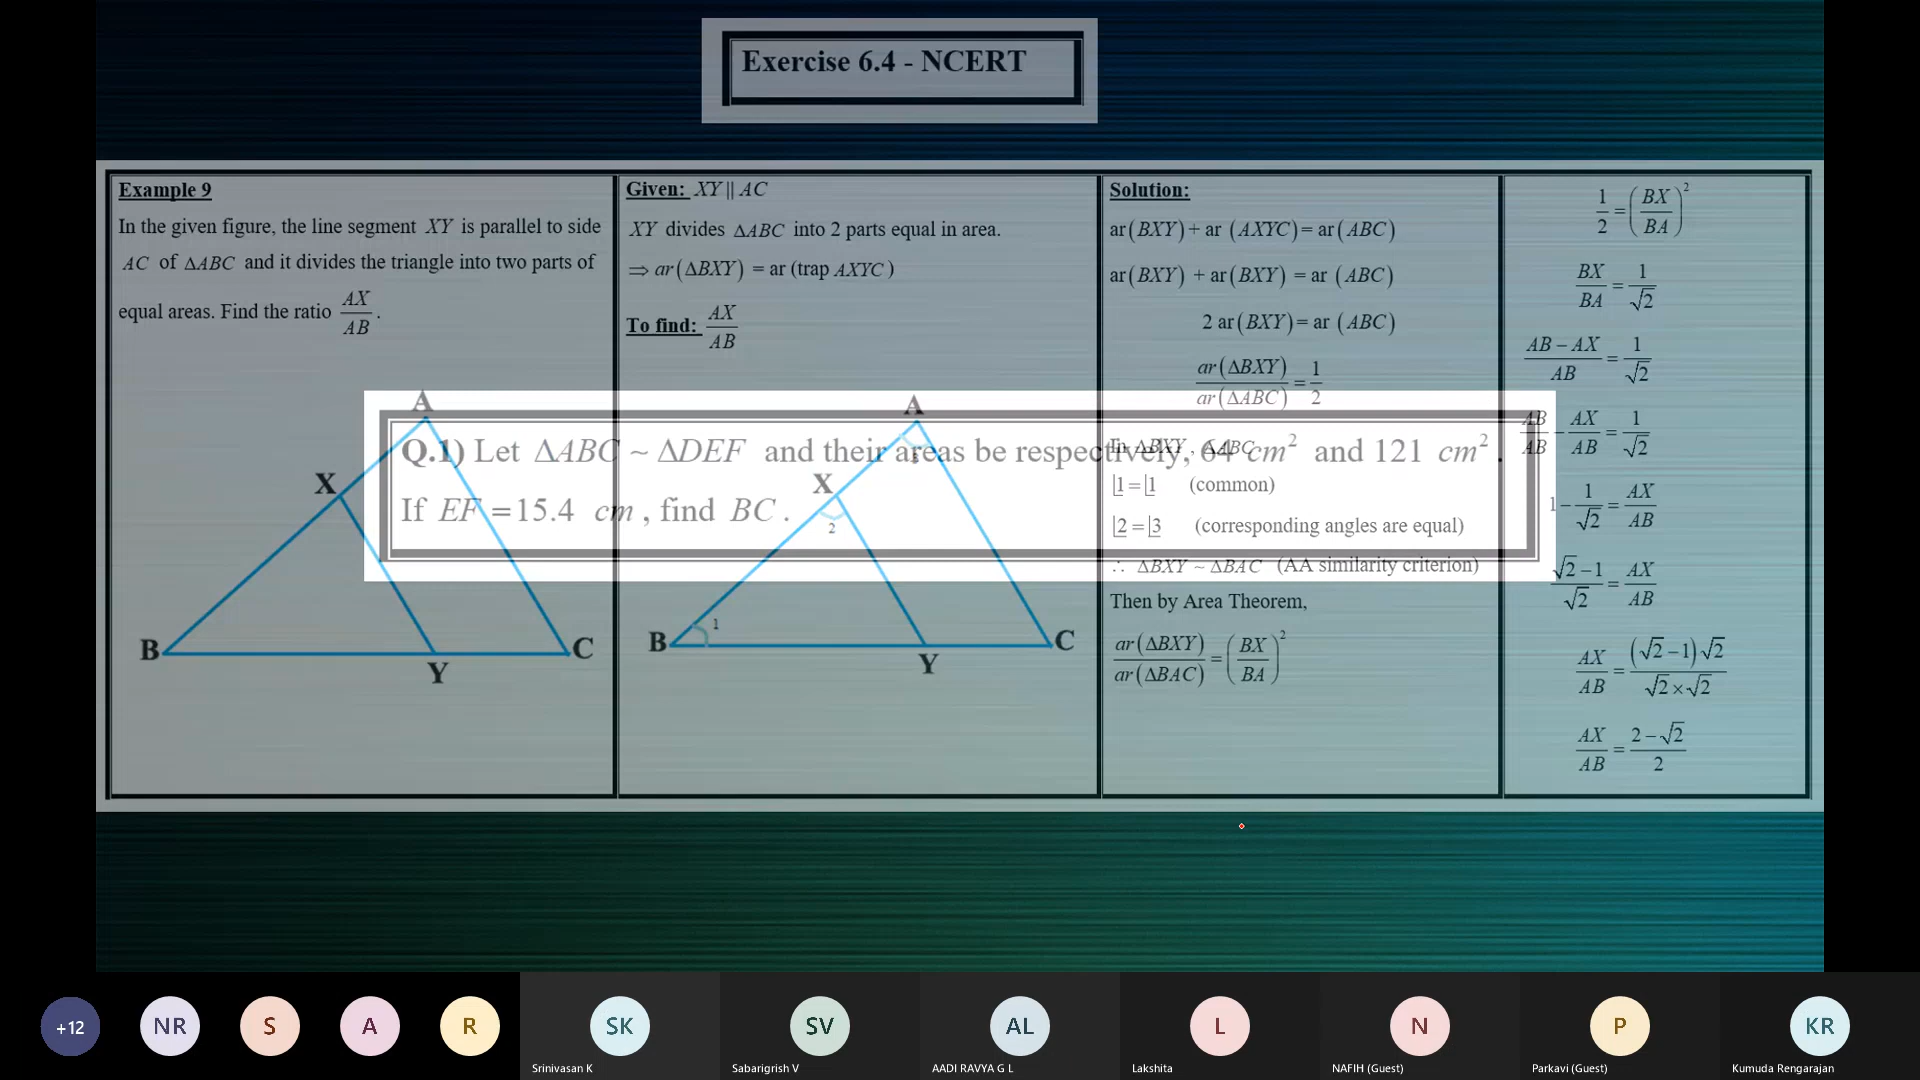 Exercise 6.4 - NCERT
Example 9
In the given figure, the line segment XY is parallel to side
AC of ΔABC and it divides the triangle into two parts of
equal areas. Find the ratio AX/AB.
A
X
B
Y
C
Given: XY || AC
XY divides ΔABC into 2 parts equal in area.
⇒ ar(ΔBXY) = ar (trap AXYC)
To find: AX/AB
A
3
X
2
B
1
Y
C
Solution:
ar(BXY)+ ar (AXYC)= ar(ABC)
ar(BXY) + ar(BXY) = ar (ABC)
2 ar(BXY)= ar (ABC)
ar(ΔBXY)/ar(ΔABC) = 1/2
In ΔBXY, ΔABC
∠1=∠1 (common)
∠2=∠3 (corresponding angles are equal)
∴ ΔBXY ~ ΔBAC (AA similarity criterion)
Then by Area Theorem,
ar(ΔBXY)/ar(ΔBAC) = (BX/BA)²
1/2 = (BX/BA)²
BX/BA = 1/√2
AB − AX/AB = 1/√2
AB/AB − AX/AB = 1/√2
1 − 1/√2 = AX/AB
√2−1/√2 = AX/AB
AX/AB = (√2−1)√2/√2×√2
AX/AB = 2−√2/2
Q.1) Let ΔABC ~ ΔDEF and their areas be respectively, 64 cm² and 121 cm².
If EF =15.4 cm, find BC.
+12
NR
S
A
R
SK
SV
AL
L
N
P
KR
Srinivasan K
Sabarigrish V
AADI RAVYA G L
Lakshita
NAFIH (Guest)
Parkavi (Guest)
Kumuda Rengarajan